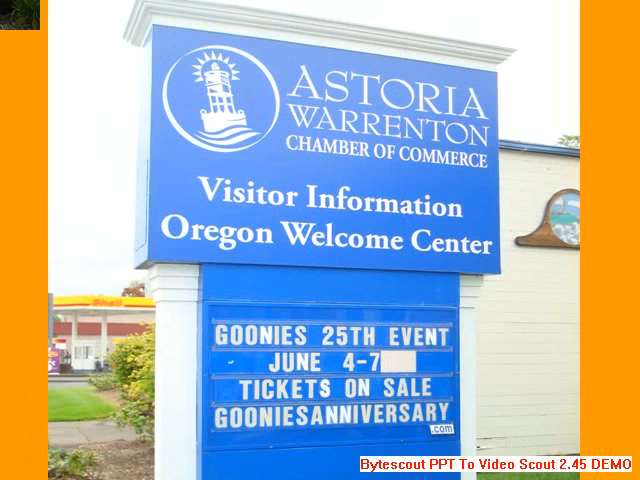 ASTORIA
WARRENTON
CHAMBER OF COMMERCE
Visitor Information
Oregon Welcome Center
Shell
GOONIES 25TH EVENT
JUNE 4-7
TICKETS ON SALE
GOONIESANNIVERSARY
.com
Bytescout PPT To Video Scout 2.45 DEMO